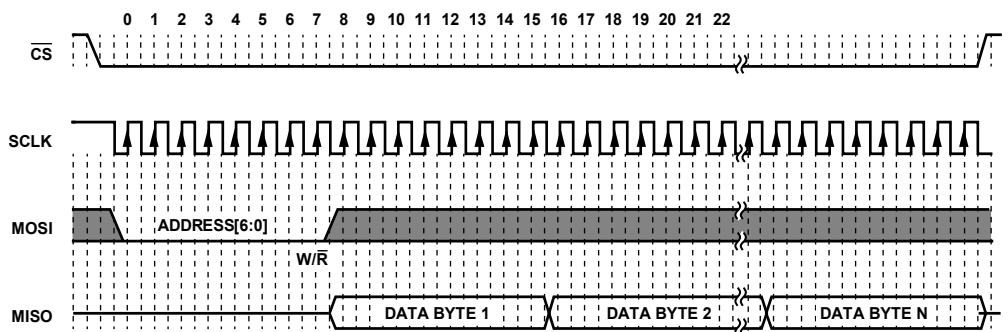 0 1 2 3 4 5 6 7 8 9 10 11 12 13 14 15 16 17 18 19 20 21 22
C̅S̅
SCLK
MOSI ADDRESS[6:0]
W/R̅
MISO DATA BYTE 1 DATA BYTE 2 DATA BYTE N